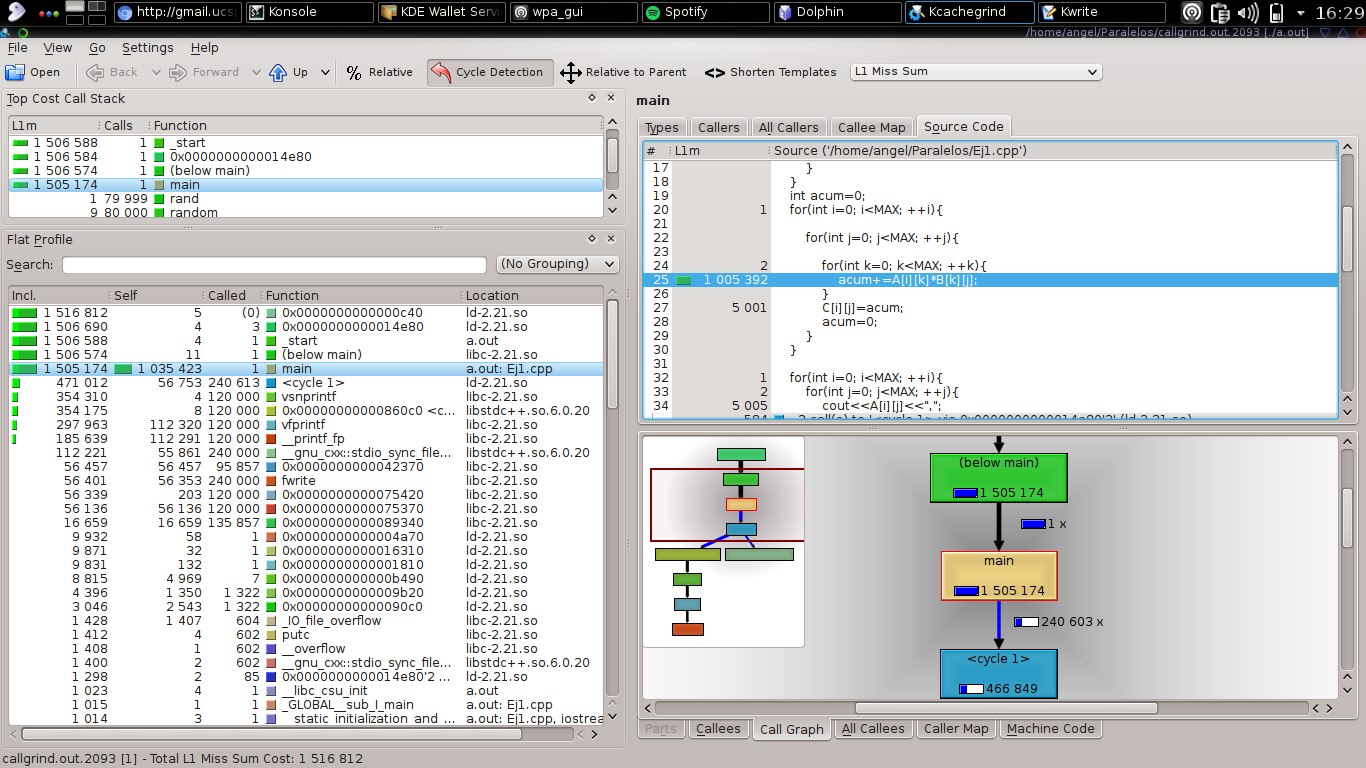 http://gmail.ucs Konsole KDE Wallet Servi wpa_gui Spotify Dolphin Kcachegrind Kwrite 16:29
/home/angel/Paralelos/callgrind.out.2093 [./a.out]
File View Go Settings Help
Open Back Forward Up % Relative Cycle Detection Relative to Parent <> Shorten Templates L1 Miss Sum
Top Cost Call Stack
L1m Calls Function
1 506 588 1 _start
1 506 584 1 0x0000000000014e80
1 506 574 1 (below main)
1 505 174 1 main
1 79 999 rand
9 80 000 random
Flat Profile
Search: (No Grouping)
Incl. Self Called Function Location
1 516 812 5 (0) 0x0000000000000c40 ld-2.21.so
1 506 690 4 3 0x0000000000014e80 ld-2.21.so
1 506 588 4 1 _start a.out
1 506 574 11 1 (below main) libc-2.21.so
1 505 174 1 035 423 1 main a.out: Ej1.cpp
471 012 56 753 240 613 <cycle 1> ld-2.21.so
354 310 4 120 000 vsnprintf libc-2.21.so
354 175 8 120 000 0x00000000000860c0 <c... libstdc++.so.6.0.20
297 963 112 320 120 000 vfprintf libc-2.21.so
185 639 112 291 120 000 __printf_fp libc-2.21.so
112 221 55 861 240 000 __gnu_cxx::stdio_sync_file... libstdc++.so.6.0.20
56 457 56 457 95 857 0x0000000000042370 libc-2.21.so
56 401 56 353 240 000 fwrite libc-2.21.so
56 339 203 120 000 0x0000000000075420 libc-2.21.so
56 136 56 136 120 000 0x0000000000075370 libc-2.21.so
16 659 16 659 135 857 0x0000000000089340 libc-2.21.so
9 932 58 1 0x0000000000004a70 ld-2.21.so
9 871 32 1 0x0000000000016310 ld-2.21.so
9 831 132 1 0x0000000000001810 ld-2.21.so
8 815 4 969 7 0x000000000000b490 ld-2.21.so
4 396 1 350 1 322 0x0000000000009b20 ld-2.21.so
3 046 2 543 1 322 0x00000000000090c0 ld-2.21.so
1 428 1 407 604 _IO_file_overflow libc-2.21.so
1 412 4 602 putc libc-2.21.so
1 408 1 602 __overflow libc-2.21.so
1 400 2 602 __gnu_cxx::stdio_sync_file... libstdc++.so.6.0.20
1 298 2 85 0x0000000000014e80'2 ... ld-2.21.so
1 023 4 1 __libc_csu_init a.out
1 015 1 1 _GLOBAL__sub_I_main a.out: Ej1.cpp
1 014 3 1 __static_initialization_and_... a.out: Ej1.cpp, iostrea
callgrind.out.2093 [1] - Total L1 Miss Sum Cost: 1 516 812
main
Types Callers All Callers Callee Map Source Code
# L1m Source ('/home/angel/Paralelos/Ej1.cpp')
17 }
18 }
19 int acum=0;
20 1 for(int i=0; i<MAX; ++i){
21
22 for(int j=0; j<MAX; ++j){
23
24 2 for(int k=0; k<MAX; ++k){
25 1 005 392 acum+=A[i][k]*B[k][j];
26 }
27 5 001 C[i][j]=acum;
28 acum=0;
29 }
30 }
31
32 1 for(int i=0; i<MAX; ++i){
33 2 for(int j=0; j<MAX; ++j){
34 5 005 cout<<A[i][j]<<",";
584 2 call(s) to '<cycle 1> via 0x0000000000014e80'2' (ld-2.21.so)
(below main)
1 505 174
1 x
main
1 505 174
240 603 x
<cycle 1>
466 849
Parts Callees Call Graph All Callees Caller Map Machine Code